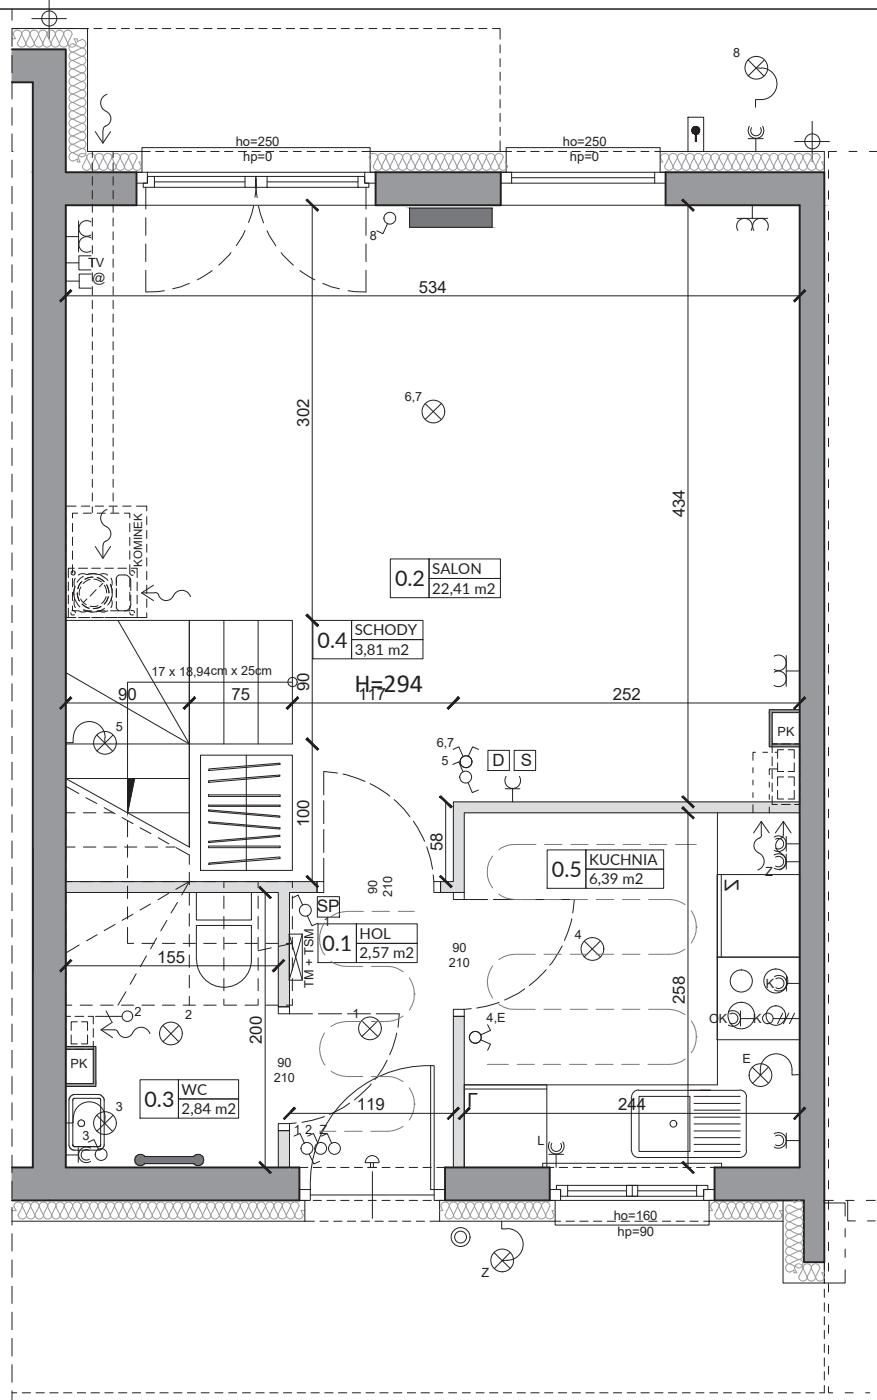 8
ho=250
hp=0
ho=250
hp=0
8
TV
@
534
6,7
302
434
KOMINEK
0.2
SALON
22,41 m2
0.4
SCHODY
3,81 m2
17 x 18,94cm x 25cm
90
H=294
90
75
117
252
5
PK
6,7
5
D
S
100
58
0.5
KUCHNIA
6,39 m2
Z
90
210
SP
1
0.1
HOL
2,57 m2
TM + TSM
90
210
4
155
258
K
2
2
200
1
4,E
CK
KO
PK
90
210
E
0.3
WC
2,84 m2
3
119
244
3
1
2
Z
L
ho=160
hp=90
Z